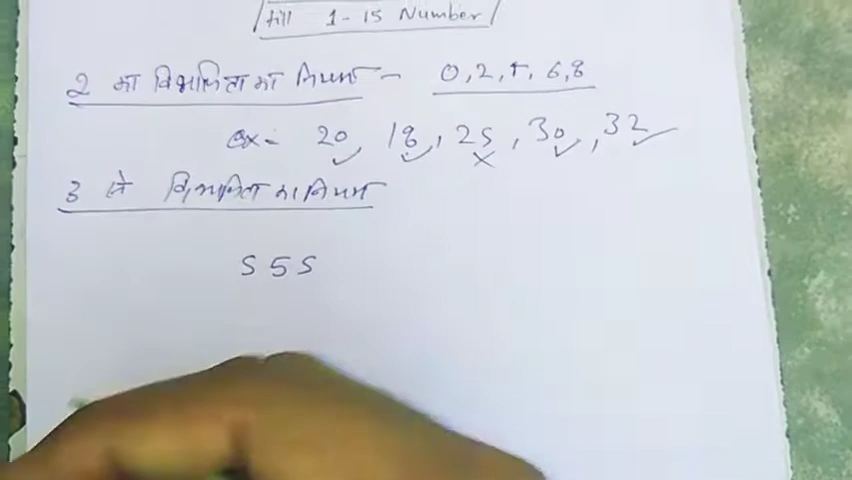 till 1-15 Number
2 का विभाजिता का नियम - 0,2,4,6,8
ex:- 20, 18, 25, 30, 32
3 से विभाजिता का नियम
555